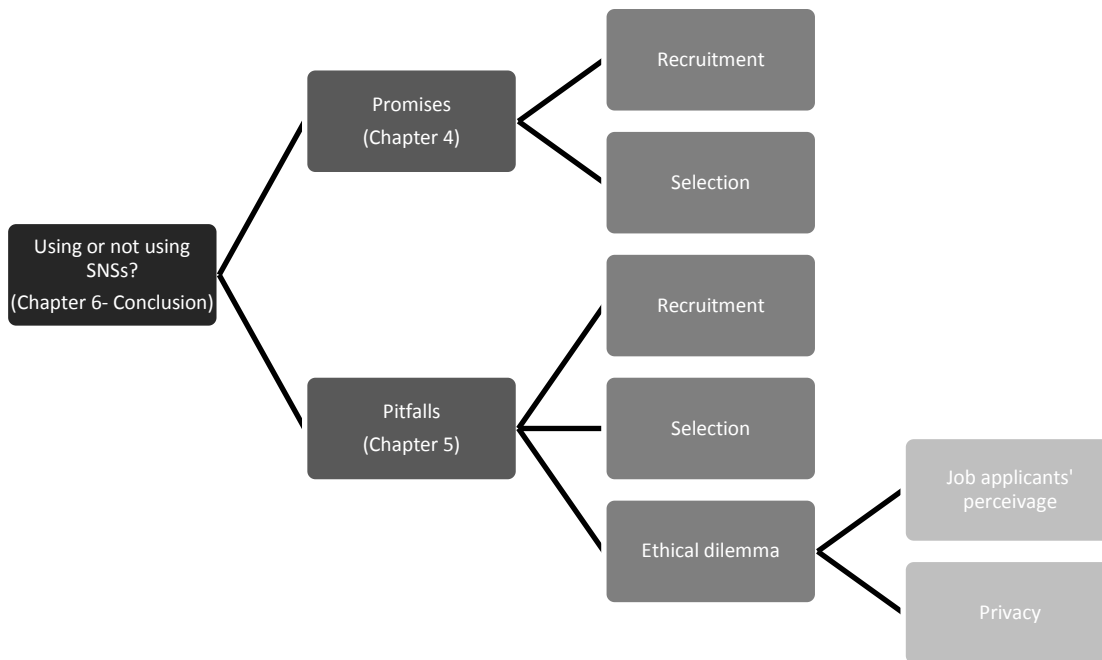 Using or not using
SNSs?
(Chapter 6- Conclusion)
Promises
(Chapter 4)
Recruitment
Selection
Pitfalls
(Chapter 5)
Recruitment
Selection
Ethical dilemma
Job applicants'
perceivage
Privacy